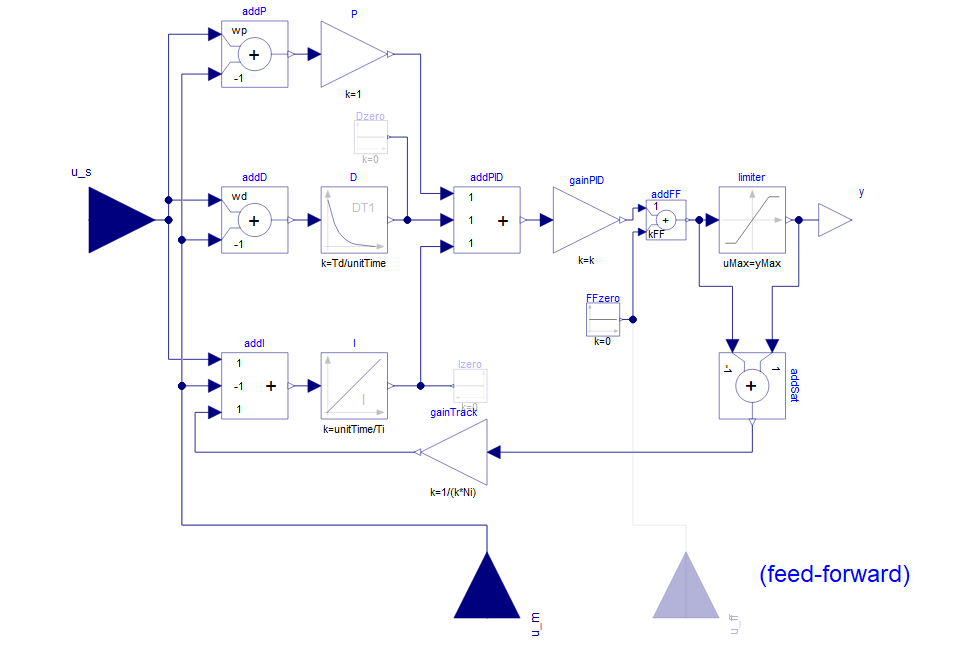 addP
P
wp
+
-1
k=1
Dzero
k=0
u_s
addD
D
addPID
gainPID
addFF
limiter
y
wd
+
-1
DT1
1
1
1
+
1
+
kFF
k=Td/unitTime
k=k
uMax=yMax
FFzero
k=0
addI
I
Izero
1
-1
+
1
I
k=0
-1
1
+
addSat
gainTrack
k=unitTime/Ti
k=1/(k*Ni)
(feed-forward)
u_m
u_ff